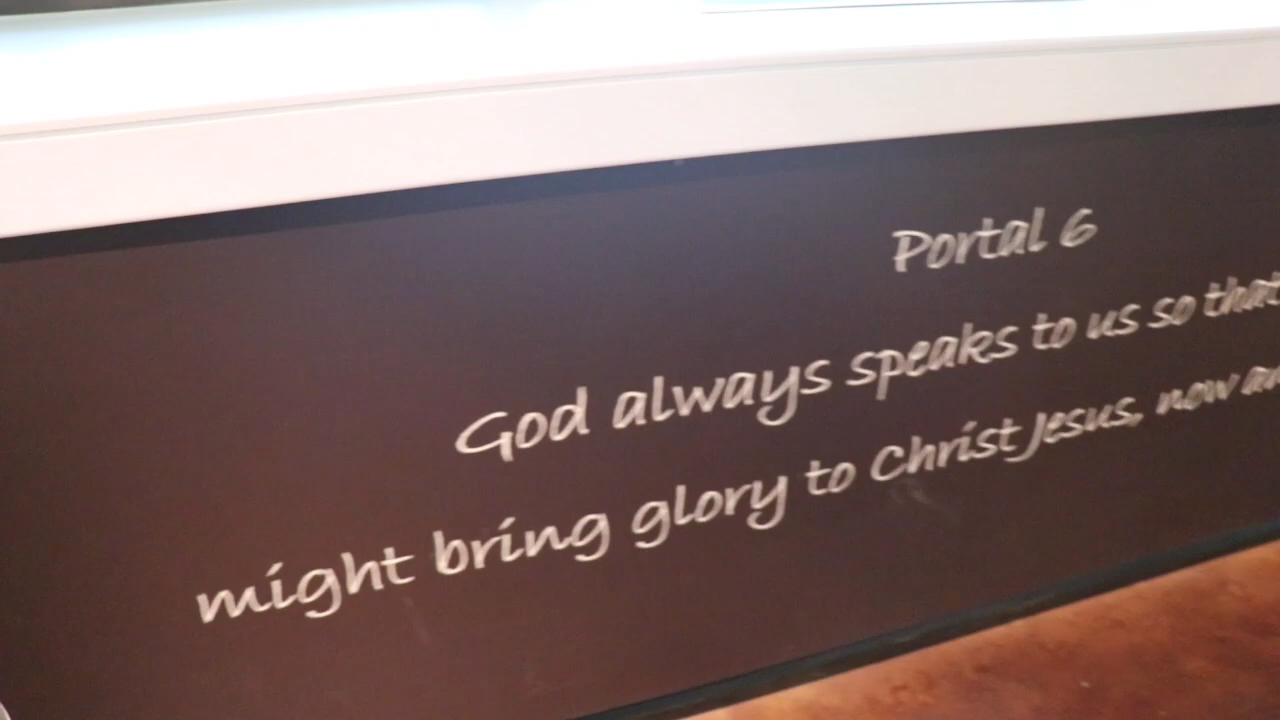 Portal 6
God always speaks to us so that
might bring glory to Christ Jesus, now